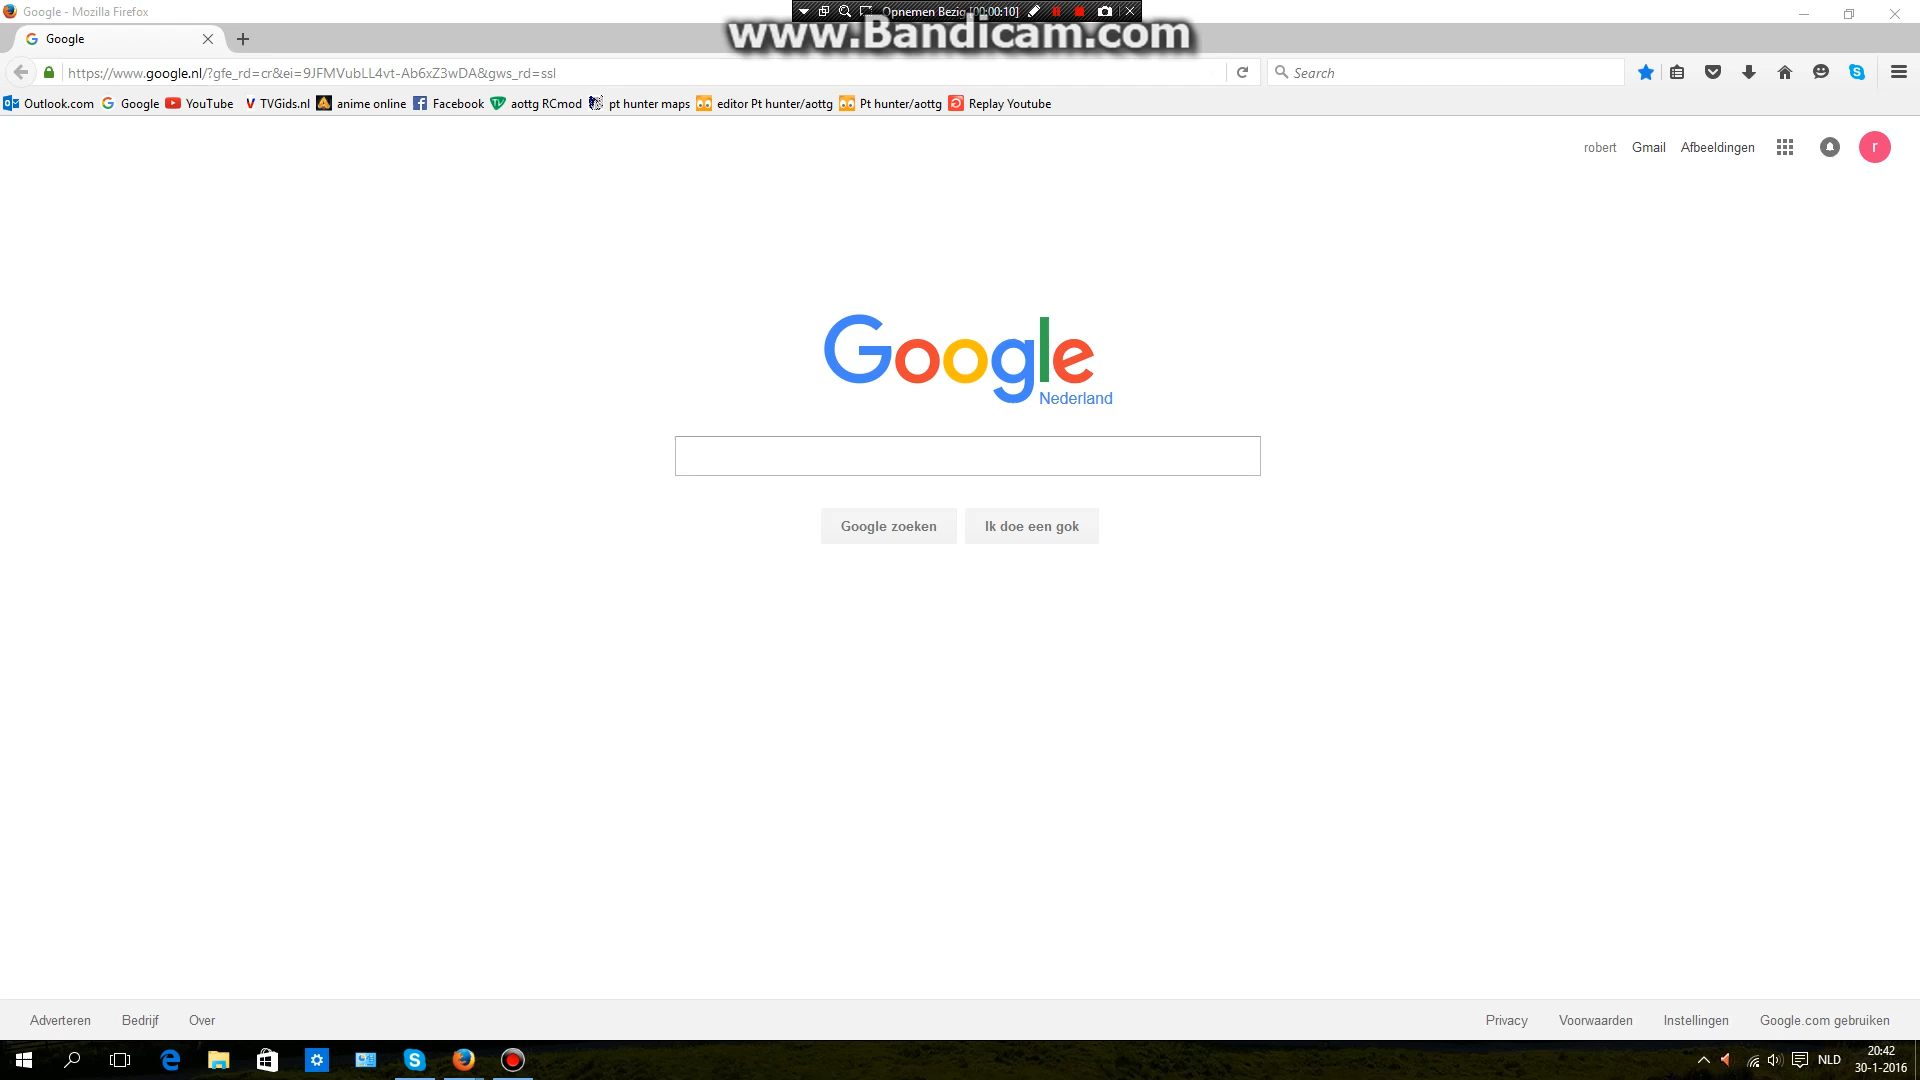 Google - Mozilla Firefox
Opnemen Bezig [00:00:10]
www.Bandicam.com
Google
https://www.google.nl/?gfe_rd=cr&ei=9JFMVubLL4vt-Ab6xZ3wDA&gws_rd=ssl
Search
Outlook.com Google YouTube TVGids.nl anime online Facebook aottg RCmod pt hunter maps editor Pt hunter/aottg Pt hunter/aottg Replay Youtube
robert Gmail Afbeeldingen r
Google
Nederland
Google zoeken Ik doe een gok
Adverteren Bedrijf Over Privacy Voorwaarden Instellingen Google.com gebruiken
NLD
20:42
30-1-2016